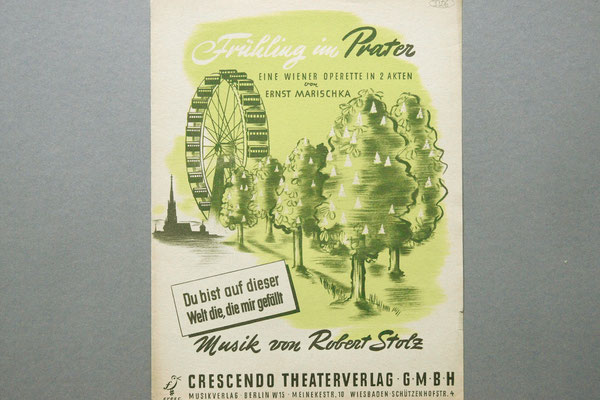 Frühling im Prater
EINE WIENER OPERETTE IN 2 AKTEN
von
ERNST MARISCHKA
Du bist auf dieser
Welt die, die mir gefällt
Musik von Robert Stolz
CRESCENDO THEATERVERLAG · G·M·B·H
MUSIKVERLAG BERLIN W15 · MEINEKESTR. 10 WIESBADEN · SCHÜTZENHOFSTR. 4